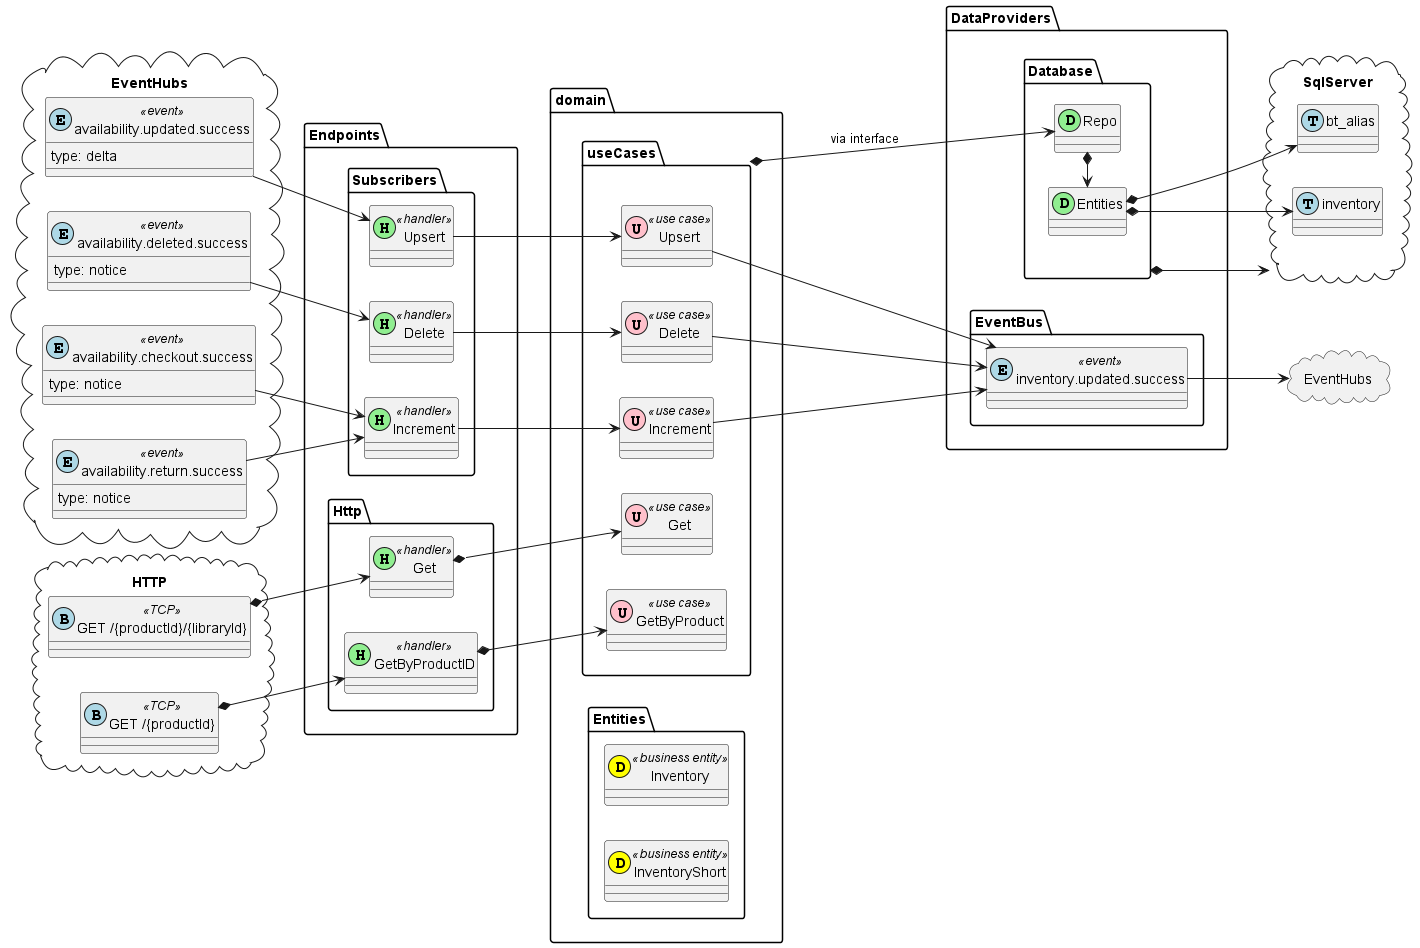 EventHubs
E
«event»
availability.updated.success
type: delta
E
«event»
availability.deleted.success
type: notice
E
«event»
availability.checkout.success
type: notice
E
«event»
availability.return.success
type: notice
HTTP
B
«TCP»
GET /{productId}/{libraryId}
B
«TCP»
GET /{productId}
Endpoints
Subscribers
H
«handler»
Upsert
H
«handler»
Delete
H
«handler»
Increment
Http
H
«handler»
Get
H
«handler»
GetByProductID
domain
useCases
U
«use case»
Upsert
U
«use case»
Delete
U
«use case»
Increment
U
«use case»
Get
U
«use case»
GetByProduct
Entities
D
«business entity»
Inventory
D
«business entity»
InventoryShort
via interface
DataProviders
Database
D
Repo
D
Entities
EventBus
E
«event»
inventory.updated.success
SqlServer
T
bt_alias
T
inventory
EventHubs